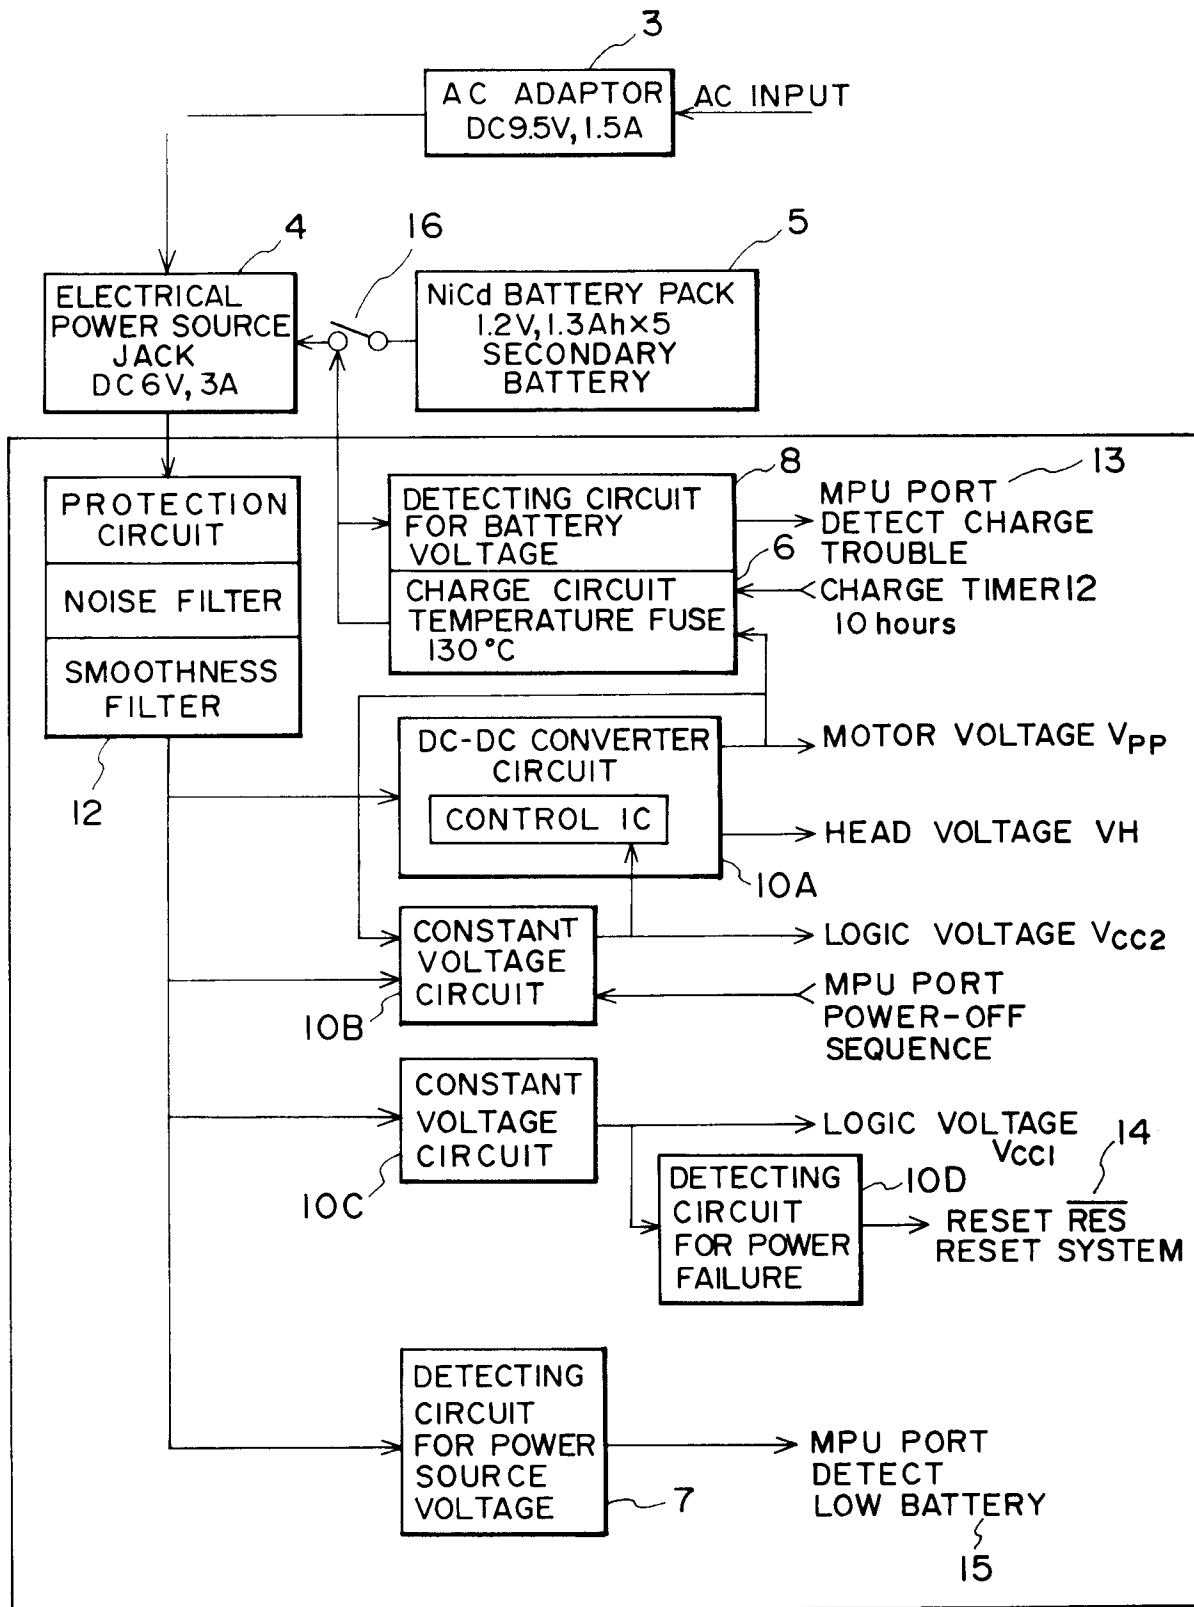 3
AC ADAPTOR
DC9.5V, 1.5A
AC INPUT
4
16
5
ELECTRICAL
POWER SOURCE
JACK
DC6V, 3A
NiCd BATTERY PACK
1.2V, 1.3Ah×5
SECONDARY
BATTERY
PROTECTION
CIRCUIT
NOISE FILTER
SMOOTHNESS
FILTER
12
8
DETECTING CIRCUIT
FOR BATTERY
VOLTAGE
13
MPU PORT
DETECT CHARGE
TROUBLE
6
CHARGE CIRCUIT
TEMPERATURE FUSE
130°C
CHARGE TIMER12
10 hours
DC-DC CONVERTER
CIRCUIT
CONTROL IC
10A
MOTOR VOLTAGE VPP
HEAD VOLTAGE VH
CONSTANT
VOLTAGE
CIRCUIT
10B
LOGIC VOLTAGE VCC2
MPU PORT
POWER-OFF
SEQUENCE
CONSTANT
VOLTAGE
CIRCUIT
10C
LOGIC VOLTAGE
VCC1
14
DETECTING
CIRCUIT
FOR POWER
FAILURE
10D
RESET R̅E̅S̅
RESET SYSTEM
DETECTING
CIRCUIT
FOR POWER
SOURCE
VOLTAGE
7
MPU PORT
DETECT
LOW BATTERY
15